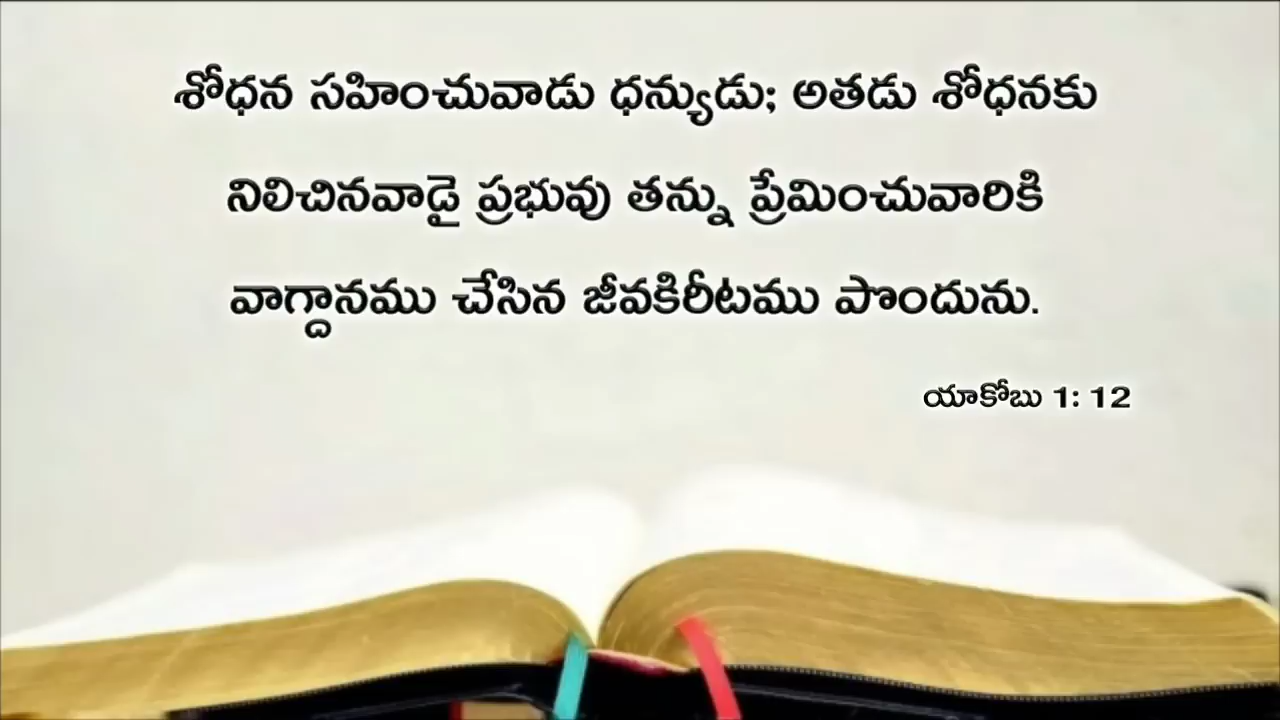 శోధన సహించువాడు ధన్యుడు; అతడు శోధనకు
నిలిచినవాడై ప్రభువు తన్ను ప్రేమించువారికి
వాగ్దానము చేసిన జీవకిరీటము పొందును.
యాకోబు 1: 12